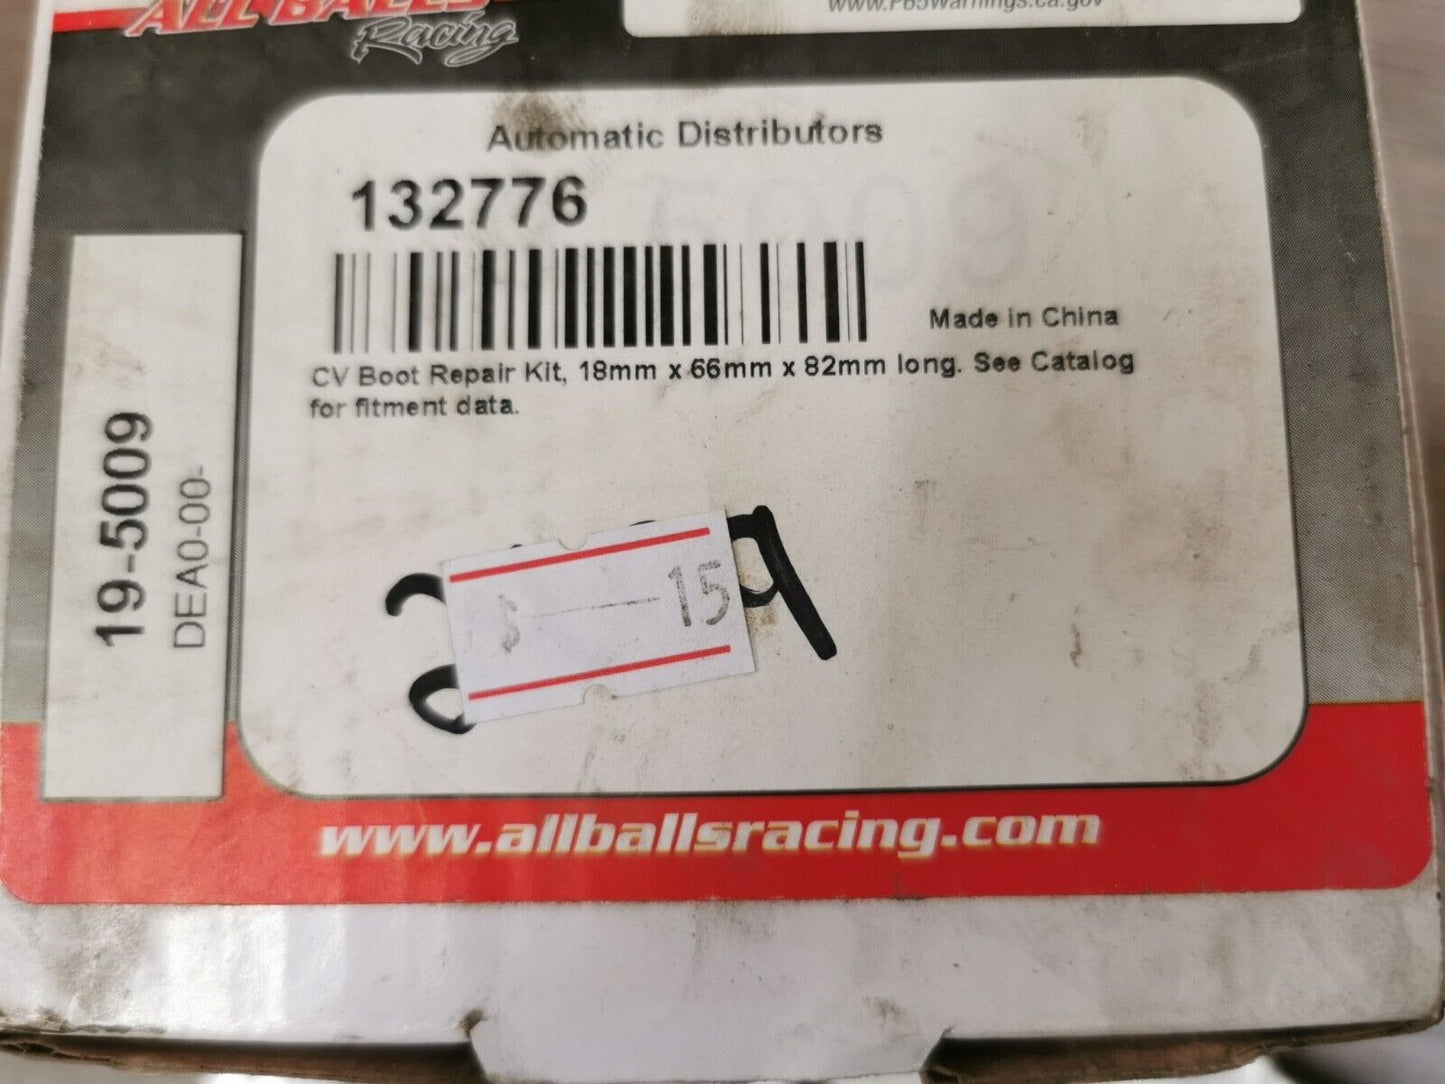 ALL BALLS
Racing
www.P65Warnings.ca.gov
Automatic Distributors
132776
Made in China
CV Boot Repair Kit, 18mm x 66mm x 82mm long. See Catalog
for fitment data.
19-5009
DEA0-00-
15
www.allballsracing.com